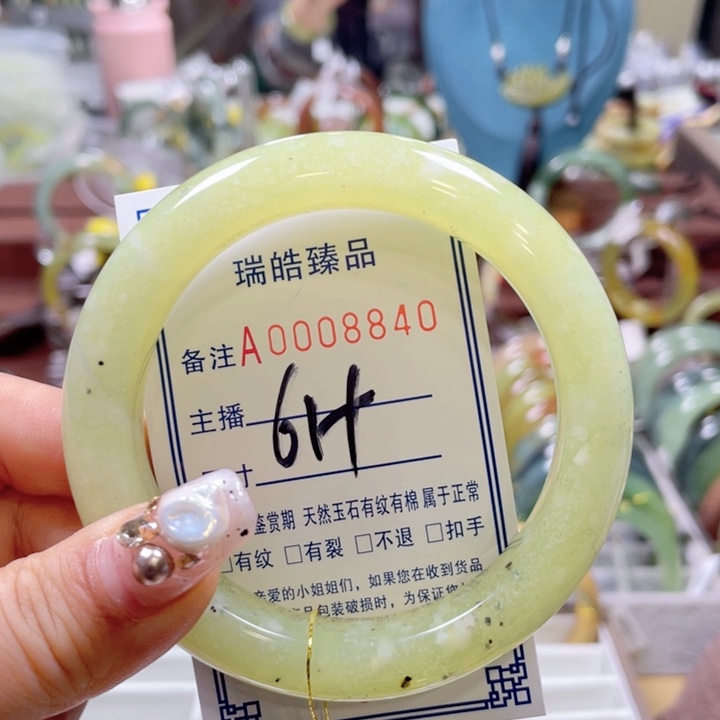 瑞皓臻品
备注A0008840
主播 6H
寸
鉴赏期 天然玉石有纹有棉 属于正常
□有纹 □有裂 □不退 □扣手
亲爱的小姐姐们，如果您在收到货品
包装破损时，为保证您